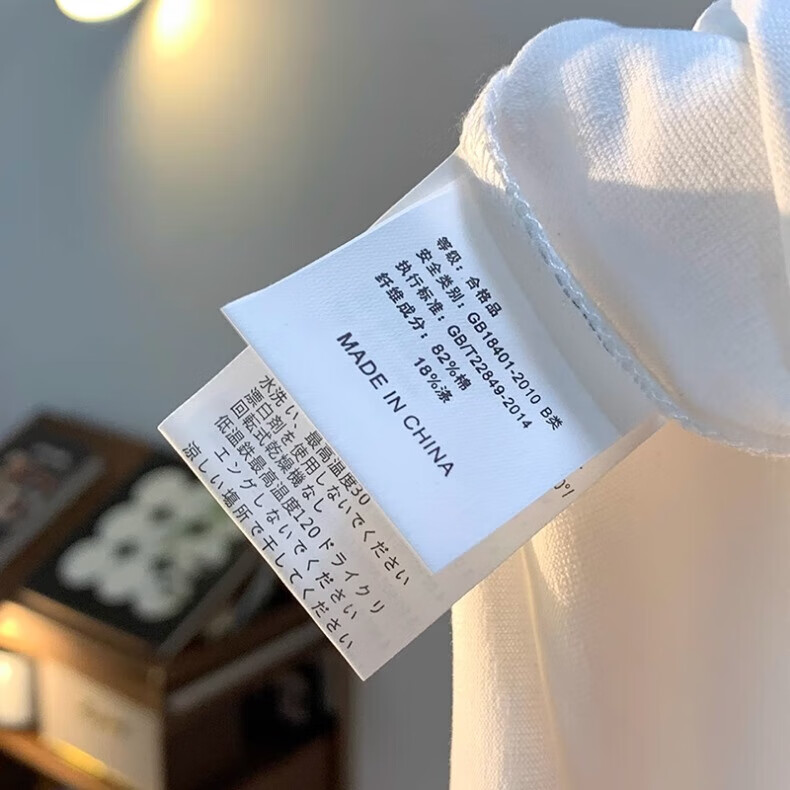 等级：合格品
安全类别：GB18401-2010 B类
执行标准：GB/T22849-2014
纤维成分：82%棉
18%涤
MADE IN CHINA
水洗い、最高温度30
漂白剤を使用しないでください
回転式乾燥機なし
低温鉄最高温度120 ドライクリ
エングしないでください
涼しい場所で干してください